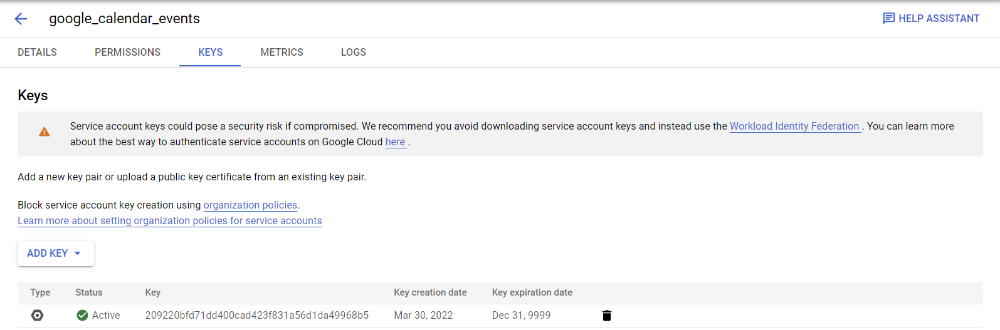 google_calendar_events
HELP ASSISTANT
DETAILS PERMISSIONS KEYS METRICS LOGS
Keys
Service account keys could pose a security risk if compromised. We recommend you avoid downloading service account keys and instead use the Workload Identity Federation . You can learn more
about the best way to authenticate service accounts on Google Cloud here .
Add a new key pair or upload a public key certificate from an existing key pair.
Block service account key creation using organization policies.
Learn more about setting organization policies for service accounts
ADD KEY
Type Status Key Key creation date Key expiration date
Active 209220bfd71dd400cad423f831a56d1da49968b5 Mar 30, 2022 Dec 31, 9999